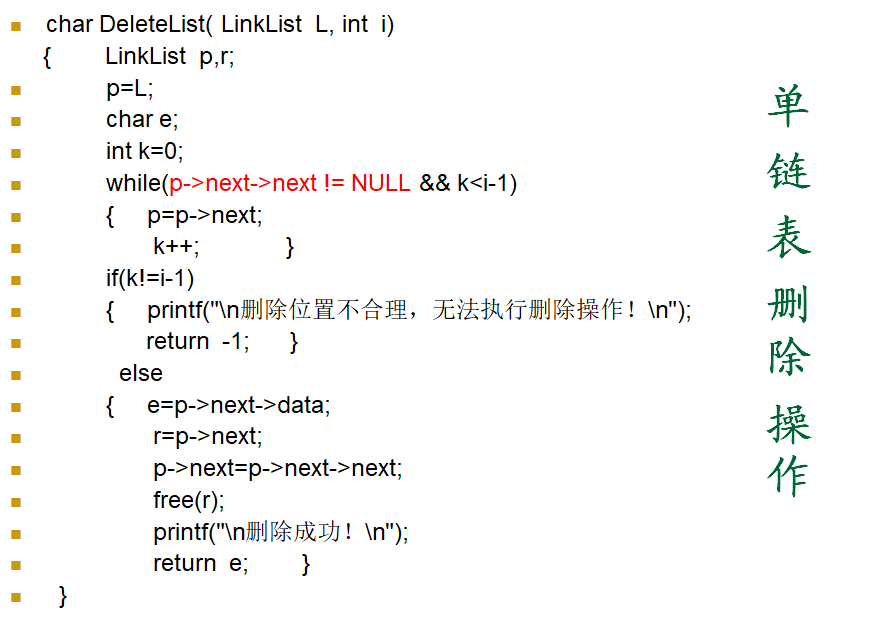 char DeleteList( LinkList L, int i)
{ LinkList p,r;
p=L;
char e;
int k=0;
while(p->next->next != NULL && k<i-1)
{ p=p->next;
k++; }
if(k!=i-1)
{ printf("\n删除位置不合理，无法执行删除操作！\n");
return -1; }
else
{ e=p->next->data;
r=p->next;
p->next=p->next->next;
free(r);
printf("\n删除成功！\n");
return e; }
}
单链表删除操作